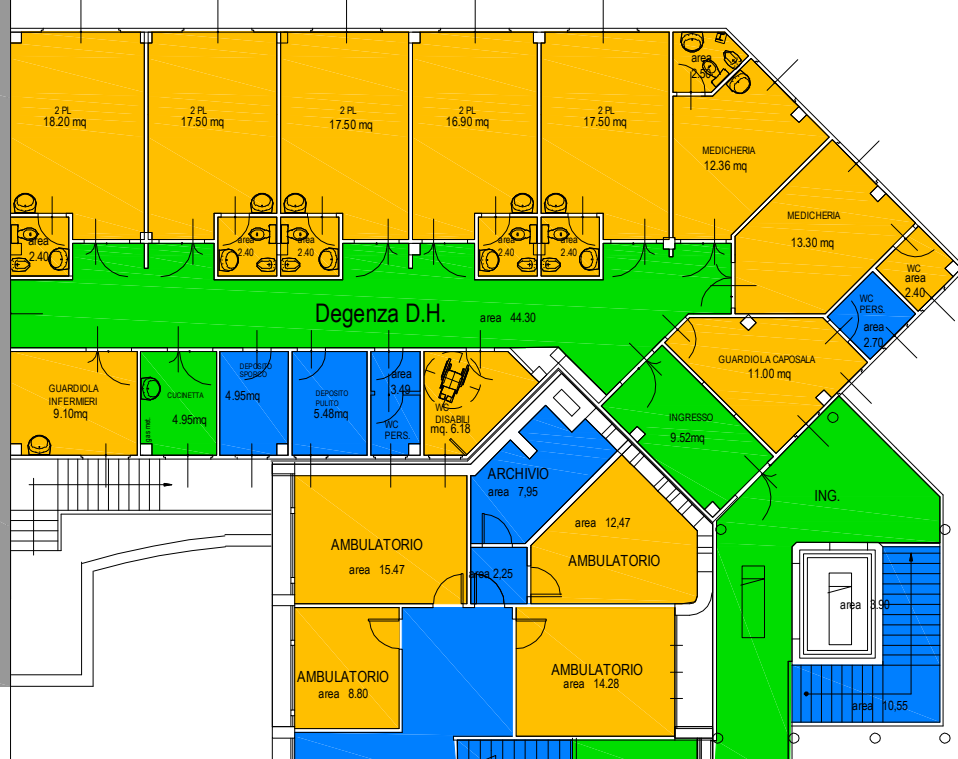 2 PL
18.20 mq
2 PL
17.50 mq
2 PL
17.50 mq
2 PL
16.90 mq
2 PL
17.50 mq
area
2.50
MEDICHERIA
12.36 mq
MEDICHERIA
13.30 mq
area
2.40
area
2.40
area
2.40
area
2.40
area
2.40
WC
area
2.40
WC
PERS.
area
2.70
Degenza D.H.
area 44.30
GUARDIOLA CAPOSALA
11.00 mq
GUARDIOLA
INFERMIERI
9.10mq
CUCINETTA
4.95mq
DEPOSITO
SPORCO
4.95mq
DEPOSITO
PULITO
5.48mq
area
3.49
WC
PERS.
WC
DISABILI
mq. 6.18
INGRESSO
9.52mq
ING.
ARCHIVIO
area 7,95
area 12,47
AMBULATORIO
AMBULATORIO
area 15.47
area 2,25
area 3.90
AMBULATORIO
area 8.80
AMBULATORIO
area 14.28
area 10,55